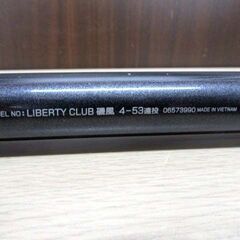 EL NO: LIBERTY CLUB 磯風 4-53遠投 06573990 MADE IN VIETNAM